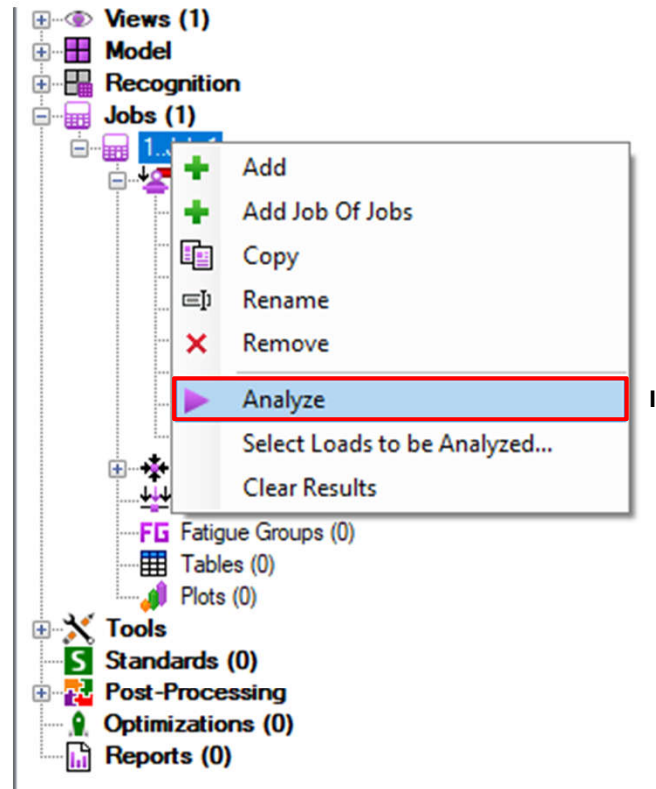 Views (1)
Model
Recognition
Jobs (1)
Add
Add Job Of Jobs
Copy
Rename
Remove
Analyze
I
Select Loads to be Analyzed...
Clear Results
FG Fatigue Groups (0)
Tables (0)
Plots (0)
Tools
S Standards (0)
Post-Processing
Optimizations (0)
Reports (0)